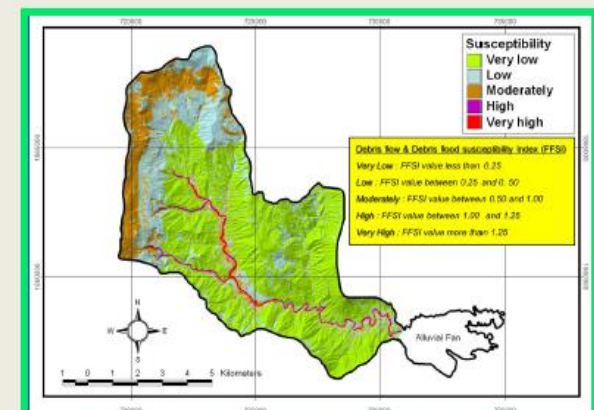 Susceptibility
Very low
Low
Moderately
High
Very high
Debris flow & Debris flood susceptibility Index (FFSI)
Very Low : FFSI value less than 0.25
Low : FFSI value between 0.25 and 0.50
Moderately : FFSI value between 0.50 and 1.00
High : FFSI value between 1.00 and 1.25
Very High : FFSI value more than 1.25
N
W E
S
Alluvial Fan
1 0 1 2 3 4 5 Kilometers